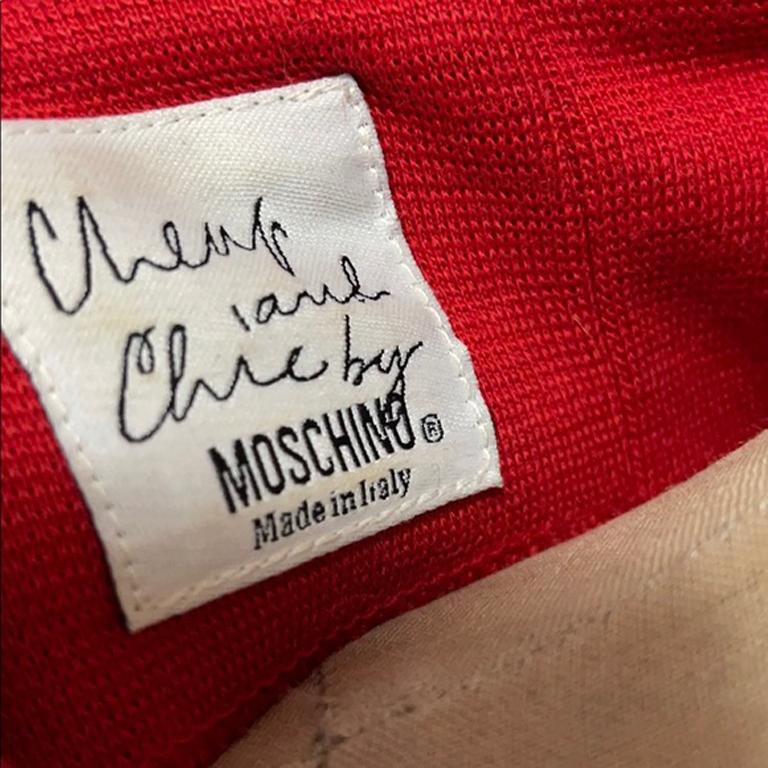 Cheap
and
Chic by
MOSCHINO®
Made in Italy